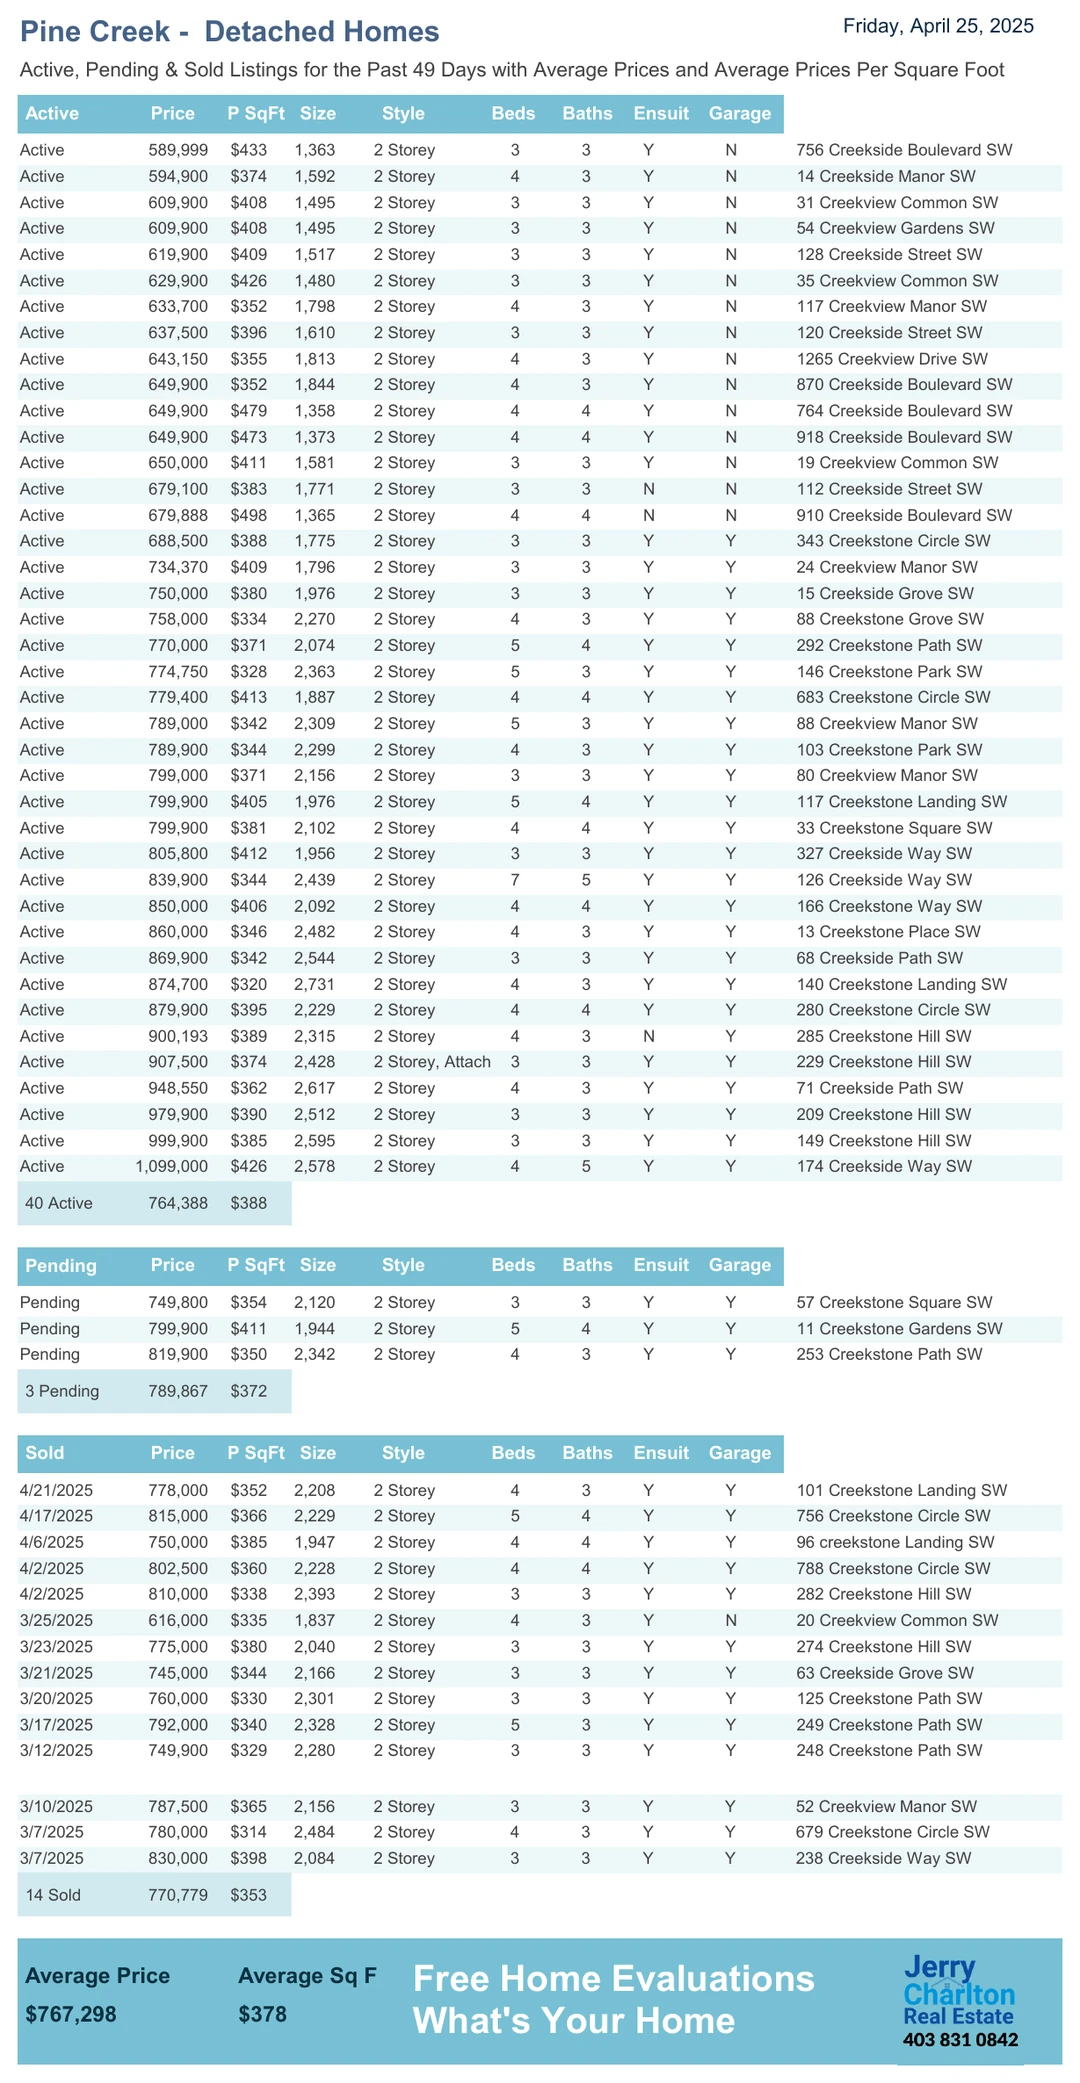 Pine Creek - Detached Homes
Friday, April 25, 2025
Active, Pending & Sold Listings for the Past 49 Days with Average Prices and Average Prices Per Square Foot
Active Price P SqFt Size Style Beds Baths Ensuit Garage
Active 589,999 $433 1,363 2 Storey 3 3 Y N 756 Creekside Boulevard SW
Active 594,900 $374 1,592 2 Storey 4 3 Y N 14 Creekside Manor SW
Active 609,900 $408 1,495 2 Storey 3 3 Y N 31 Creekview Common SW
Active 609,900 $408 1,495 2 Storey 3 3 Y N 54 Creekview Gardens SW
Active 619,900 $409 1,517 2 Storey 3 3 Y N 128 Creekside Street SW
Active 629,900 $426 1,480 2 Storey 3 3 Y N 35 Creekview Common SW
Active 633,700 $352 1,798 2 Storey 4 3 Y N 117 Creekview Manor SW
Active 637,500 $396 1,610 2 Storey 3 3 Y N 120 Creekside Street SW
Active 643,150 $355 1,813 2 Storey 4 3 Y N 1265 Creekview Drive SW
Active 649,900 $352 1,844 2 Storey 4 3 Y N 870 Creekside Boulevard SW
Active 649,900 $479 1,358 2 Storey 4 4 Y N 764 Creekside Boulevard SW
Active 649,900 $473 1,373 2 Storey 4 4 Y N 918 Creekside Boulevard SW
Active 650,000 $411 1,581 2 Storey 3 3 Y N 19 Creekview Common SW
Active 679,100 $383 1,771 2 Storey 3 3 N N 112 Creekside Street SW
Active 679,888 $498 1,365 2 Storey 4 4 N N 910 Creekside Boulevard SW
Active 688,500 $388 1,775 2 Storey 3 3 Y Y 343 Creekstone Circle SW
Active 734,370 $409 1,796 2 Storey 3 3 Y Y 24 Creekview Manor SW
Active 750,000 $380 1,976 2 Storey 3 3 Y Y 15 Creekside Grove SW
Active 758,000 $334 2,270 2 Storey 4 3 Y Y 88 Creekstone Grove SW
Active 770,000 $371 2,074 2 Storey 5 4 Y Y 292 Creekstone Path SW
Active 774,750 $328 2,363 2 Storey 5 3 Y Y 146 Creekstone Park SW
Active 779,400 $413 1,887 2 Storey 4 4 Y Y 683 Creekstone Circle SW
Active 789,000 $342 2,309 2 Storey 5 3 Y Y 88 Creekview Manor SW
Active 789,900 $344 2,299 2 Storey 4 3 Y Y 103 Creekstone Park SW
Active 799,000 $371 2,156 2 Storey 3 3 Y Y 80 Creekview Manor SW
Active 799,900 $405 1,976 2 Storey 5 4 Y Y 117 Creekstone Landing SW
Active 799,900 $381 2,102 2 Storey 4 4 Y Y 33 Creekstone Square SW
Active 805,800 $412 1,956 2 Storey 3 3 Y Y 327 Creekside Way SW
Active 839,900 $344 2,439 2 Storey 7 5 Y Y 126 Creekside Way SW
Active 850,000 $406 2,092 2 Storey 4 4 Y Y 166 Creekstone Way SW
Active 860,000 $346 2,482 2 Storey 4 3 Y Y 13 Creekstone Place SW
Active 869,900 $342 2,544 2 Storey 3 3 Y Y 68 Creekside Path SW
Active 874,700 $320 2,731 2 Storey 4 3 Y Y 140 Creekstone Landing SW
Active 879,900 $395 2,229 2 Storey 4 4 Y Y 280 Creekstone Circle SW
Active 900,193 $389 2,315 2 Storey 4 3 N Y 285 Creekstone Hill SW
Active 907,500 $374 2,428 2 Storey, Attach 3 3 Y Y 229 Creekstone Hill SW
Active 948,550 $362 2,617 2 Storey 4 3 Y Y 71 Creekside Path SW
Active 979,900 $390 2,512 2 Storey 3 3 Y Y 209 Creekstone Hill SW
Active 999,900 $385 2,595 2 Storey 3 3 Y Y 149 Creekstone Hill SW
Active 1,099,000 $426 2,578 2 Storey 4 5 Y Y 174 Creekside Way SW
40 Active 764,388 $388
Pending Price P SqFt Size Style Beds Baths Ensuit Garage
Pending 749,800 $354 2,120 2 Storey 3 3 Y Y 57 Creekstone Square SW
Pending 799,900 $411 1,944 2 Storey 5 4 Y Y 11 Creekstone Gardens SW
Pending 819,900 $350 2,342 2 Storey 4 3 Y Y 253 Creekstone Path SW
3 Pending 789,867 $372
Sold Price P SqFt Size Style Beds Baths Ensuit Garage
4/21/2025 778,000 $352 2,208 2 Storey 4 3 Y Y 101 Creekstone Landing SW
4/17/2025 815,000 $366 2,229 2 Storey 5 4 Y Y 756 Creekstone Circle SW
4/6/2025 750,000 $385 1,947 2 Storey 4 4 Y Y 96 creekstone Landing SW
4/2/2025 802,500 $360 2,228 2 Storey 4 4 Y Y 788 Creekstone Circle SW
4/2/2025 810,000 $338 2,393 2 Storey 3 3 Y Y 282 Creekstone Hill SW
3/25/2025 616,000 $335 1,837 2 Storey 4 3 Y N 20 Creekview Common SW
3/23/2025 775,000 $380 2,040 2 Storey 3 3 Y Y 274 Creekstone Hill SW
3/21/2025 745,000 $344 2,166 2 Storey 3 3 Y Y 63 Creekside Grove SW
3/20/2025 760,000 $330 2,301 2 Storey 3 3 Y Y 125 Creekstone Path SW
3/17/2025 792,000 $340 2,328 2 Storey 5 3 Y Y 249 Creekstone Path SW
3/12/2025 749,900 $329 2,280 2 Storey 3 3 Y Y 248 Creekstone Path SW
3/10/2025 787,500 $365 2,156 2 Storey 3 3 Y Y 52 Creekview Manor SW
3/7/2025 780,000 $314 2,484 2 Storey 4 3 Y Y 679 Creekstone Circle SW
3/7/2025 830,000 $398 2,084 2 Storey 3 3 Y Y 238 Creekside Way SW
14 Sold 770,779 $353
Average Price Average Sq F
$767,298 $378
Free Home Evaluations
What's Your Home
Jerry
Charlton
Real Estate
403 831 0842